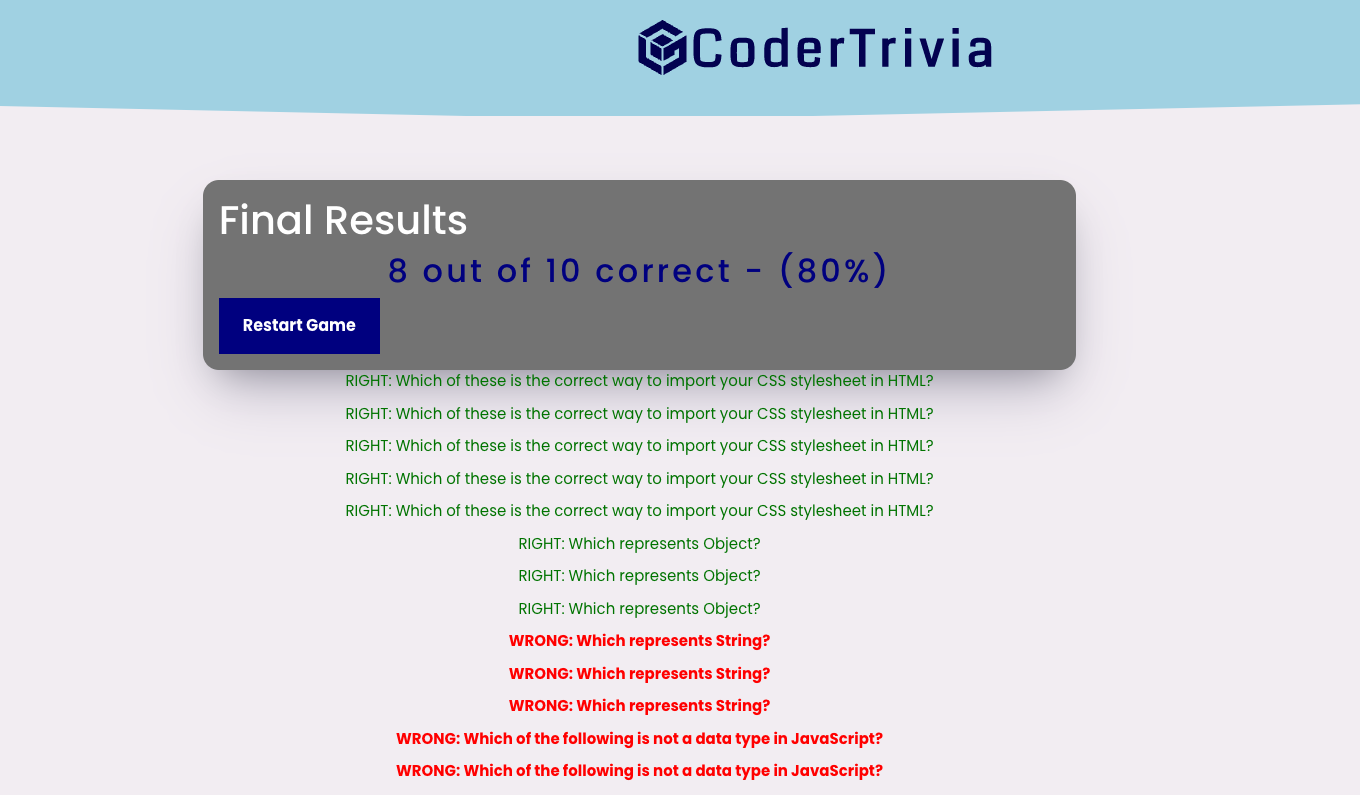 CoderTrivia
Final Results
8 out of 10 correct - (80%)
Restart Game
RIGHT: Which of these is the correct way to import your CSS stylesheet in HTML?
RIGHT: Which of these is the correct way to import your CSS stylesheet in HTML?
RIGHT: Which of these is the correct way to import your CSS stylesheet in HTML?
RIGHT: Which of these is the correct way to import your CSS stylesheet in HTML?
RIGHT: Which of these is the correct way to import your CSS stylesheet in HTML?
RIGHT: Which represents Object?
RIGHT: Which represents Object?
RIGHT: Which represents Object?
WRONG: Which represents String?
WRONG: Which represents String?
WRONG: Which represents String?
WRONG: Which of the following is not a data type in JavaScript?
WRONG: Which of the following is not a data type in JavaScript?